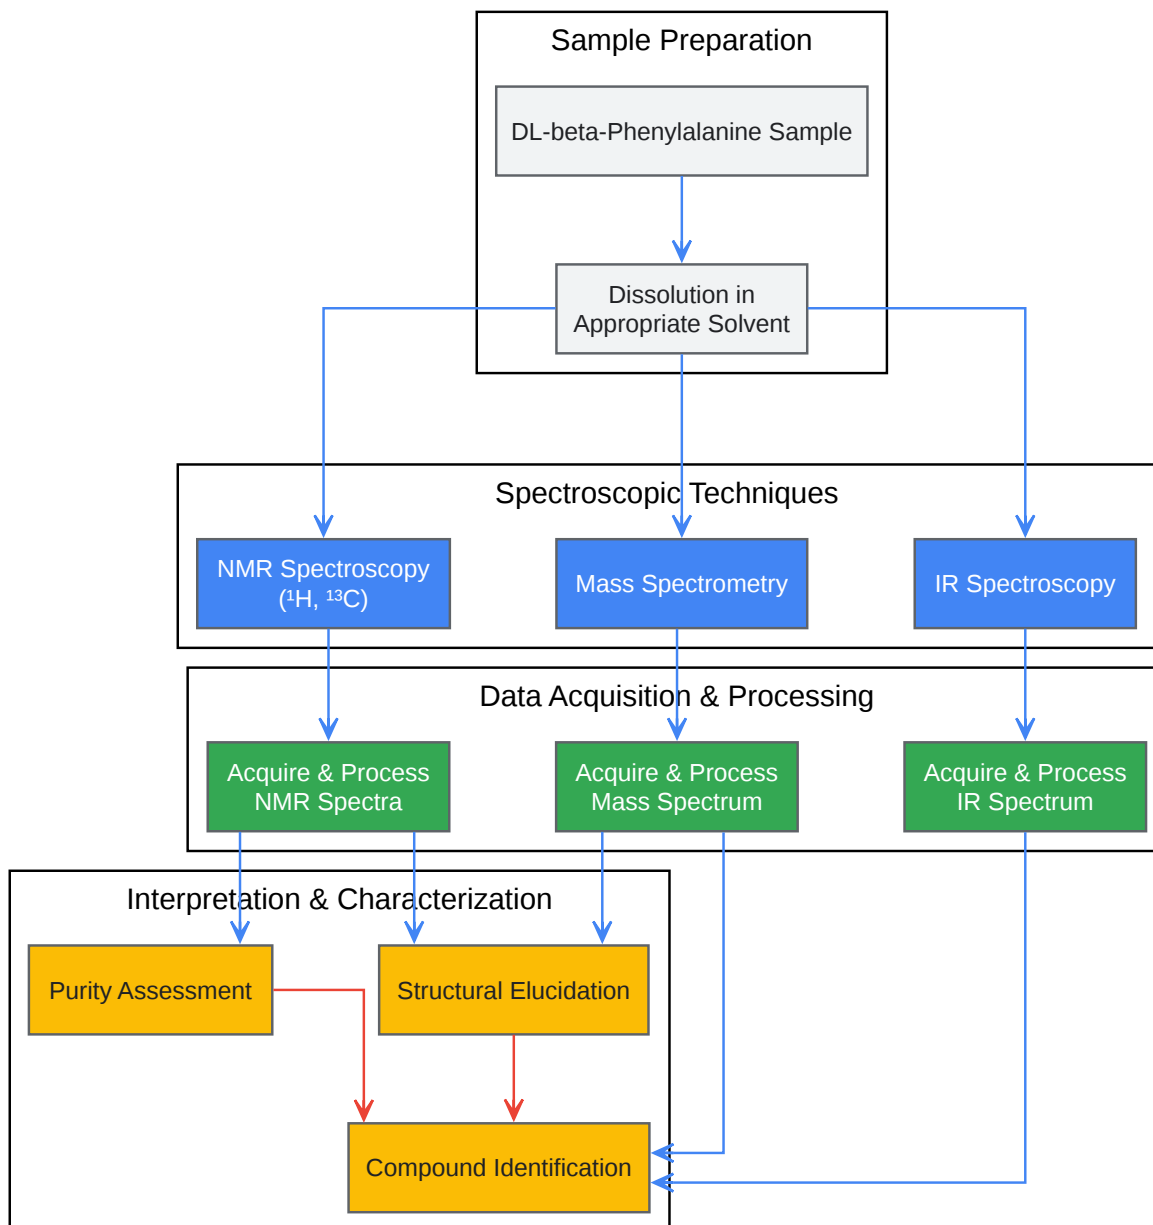 Sample Preparation
DL-beta-Phenylalanine Sample
Dissolution in
Appropriate Solvent
Spectroscopic Techniques
NMR Spectroscopy
(¹H, ¹³C)
Mass Spectrometry
IR Spectroscopy
Data Acquisition & Processing
Acquire & Process
NMR Spectra
Acquire & Process
Mass Spectrum
Acquire & Process
IR Spectrum
Interpretation & Characterization
Purity Assessment
Structural Elucidation
Compound Identification